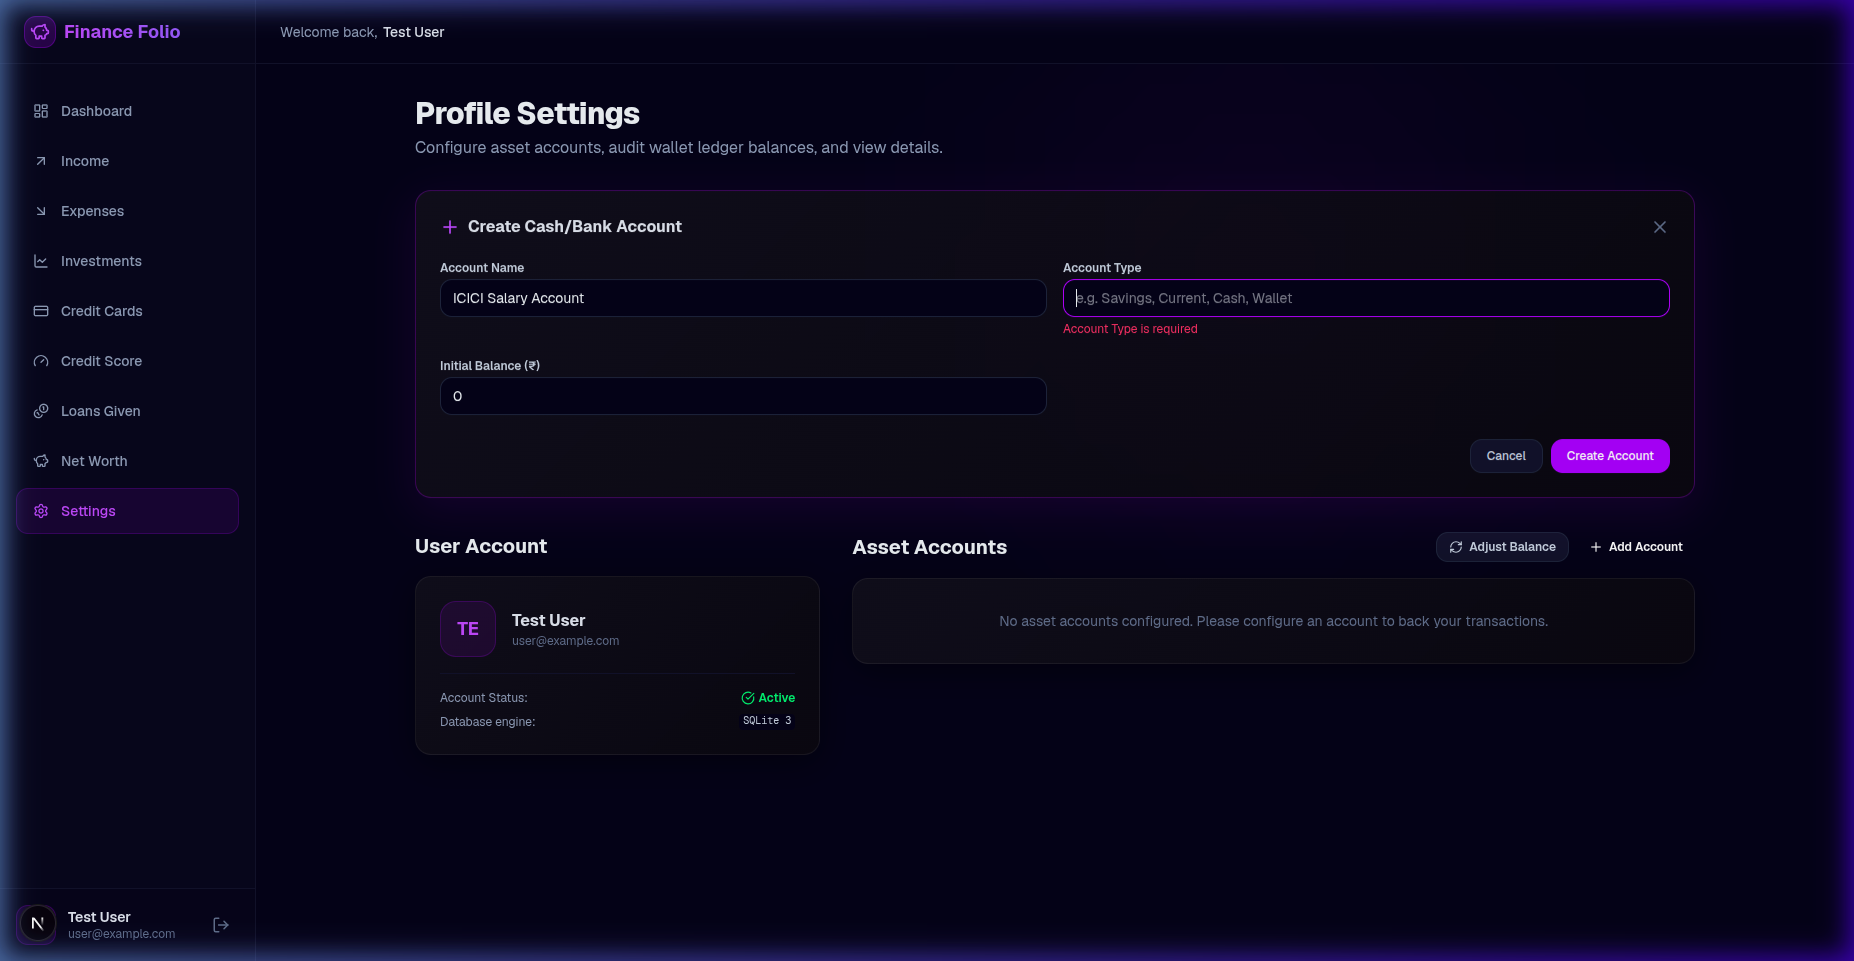 Finance Folio
Welcome back, Test User
Dashboard
Income
Expenses
Investments
Credit Cards
Credit Score
Loans Given
Net Worth
Settings
Profile Settings
Configure asset accounts, audit wallet ledger balances, and view details.
Create Cash/Bank Account
Account Name
ICICI Salary Account
Account Type
e.g. Savings, Current, Cash, Wallet
Account Type is required
Initial Balance (₹)
0
Cancel
Create Account
User Account
TE
Test User
user@example.com
Account Status:
Active
Database engine:
SQLite 3
Asset Accounts
Adjust Balance
Add Account
No asset accounts configured. Please configure an account to back your transactions.
N
Test User
user@example.com